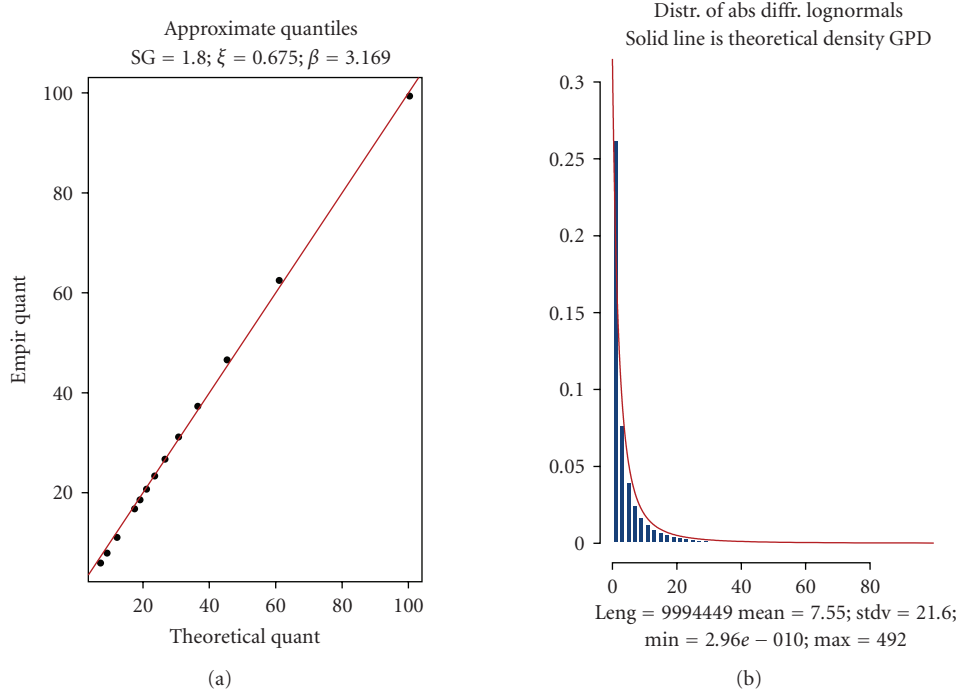 Approximate quantiles
SG = 1.8; ξ = 0.675; β = 3.169
100
80
60
40
20
Empir quant
20
40
60
80
100
Theoretical quant
(a)
Distr. of abs diffr. lognormals
Solid line is theoretical density GPD
0.3
0.25
0.2
0.15
0.1
0.05
0
0
20
40
60
80
Leng = 9994449 mean = 7.55; stdv = 21.6;
min = 2.96e − 010; max = 492
(b)